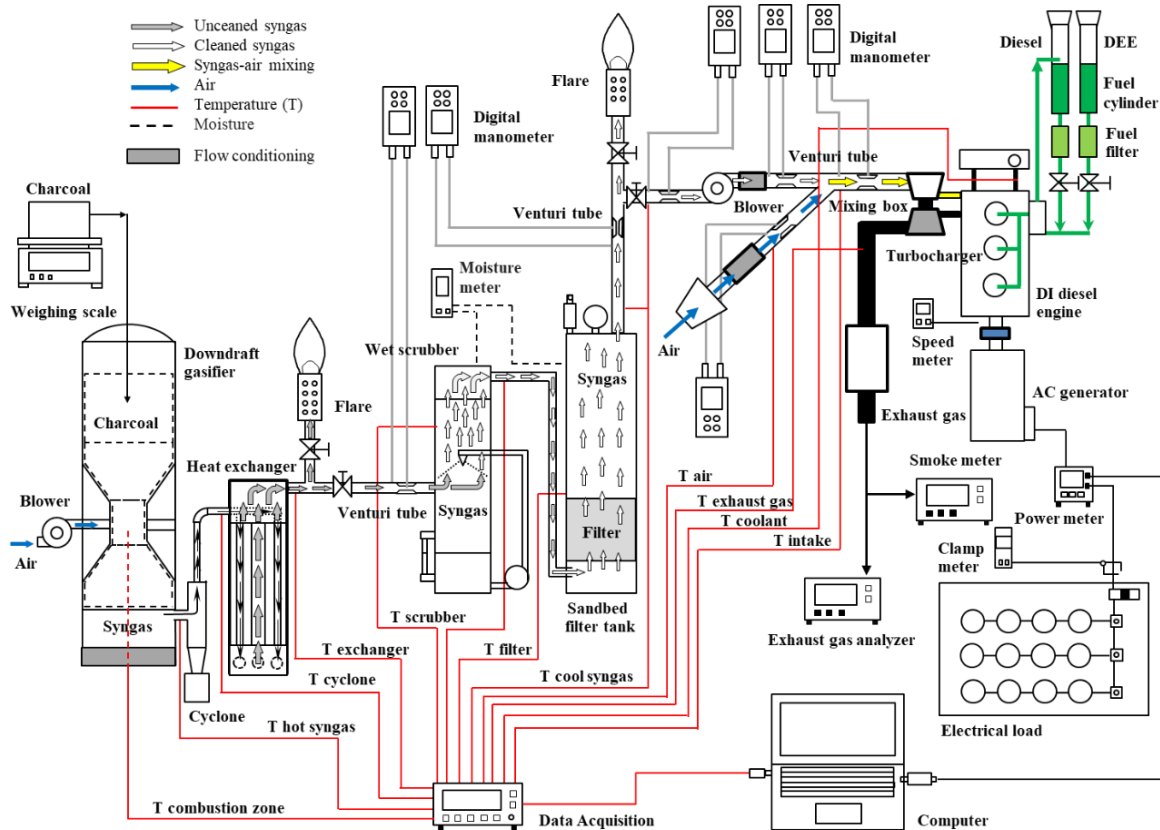 Unceaned syngas
Cleaned syngas
Syngas-air mixing
Air
Temperature (T)
Moisture
Flow conditioning
Charcoal
Weighing scale
Downdraft
gasifier
Charcoal
Blower
Air
Syngas
Cyclone
Heat exchanger
Flare
Venturi tube
Digital
manometer
Wet scrubber
Syngas
Moisture
meter
Flare
Venturi tube
Syngas
Filter
Sandbed
filter tank
Digital
manometer
Blower
Venturi tube
Mixing box
Air
Turbocharger
Diesel
DEE
Fuel
cylinder
Fuel
filter
DI diesel
engine
Speed
meter
AC generator
Exhaust gas
Smoke meter
Power meter
Clamp
meter
Exhaust gas analyzer
Electrical load
T air
T exhaust gas
T coolant
T intake
T scrubber
T exchanger
T filter
T cyclone
T cool syngas
T hot syngas
T combustion zone
Data Acquisition
Computer